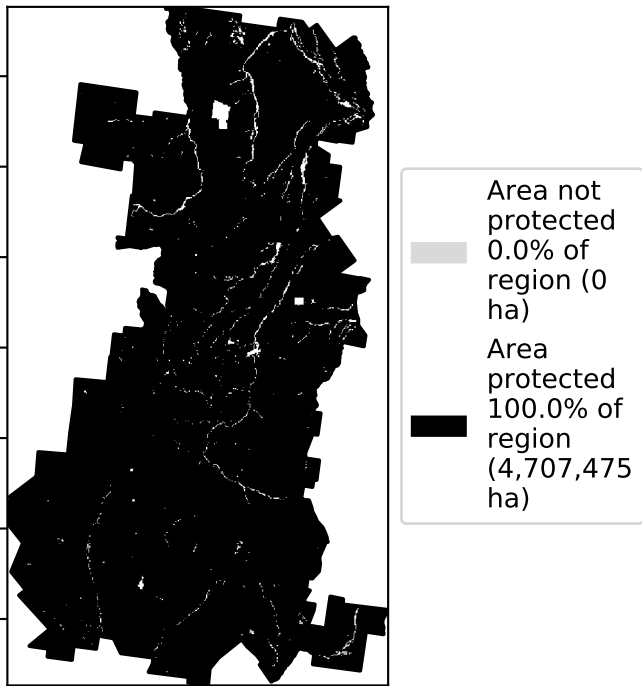 Area not
protected
0.0% of
region (0
ha)
Area
protected
100.0% of
region
(4,707,475
ha)